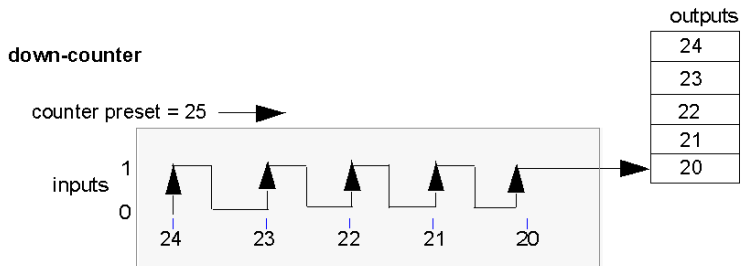 outputs
24
down-counter
23
counter preset = 25
22
21
1
20
inputs
0
24 23 22 21 20